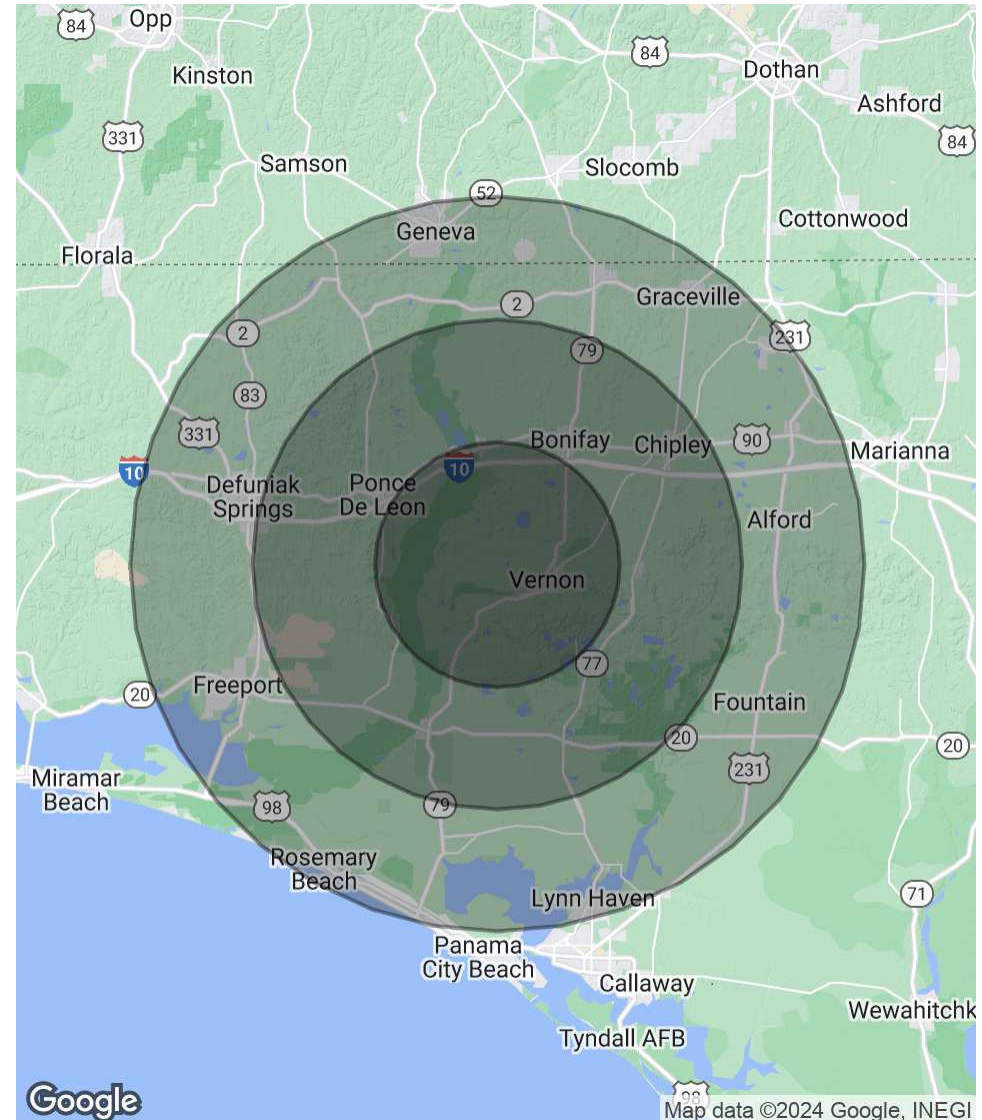 84
Opp
Kinston
84
Dothan
Ashford
84
331
Samson
Slocomb
52
Geneva
Cottonwood
Florala
2
Graceville
2
231
79
83
331
Bonifay
Chipley
90
Marianna
10
10
Defuniak
Springs
Ponce
De Leon
Alford
Vernon
77
Freeport
20
Fountain
20
20
231
Miramar
Beach
98
79
Rosemary
Beach
71
Lynn Haven
Panama
City Beach
Callaway
Wewahitchk
Tyndall AFB
98
Google
Map data ©2024 Google, INEGI